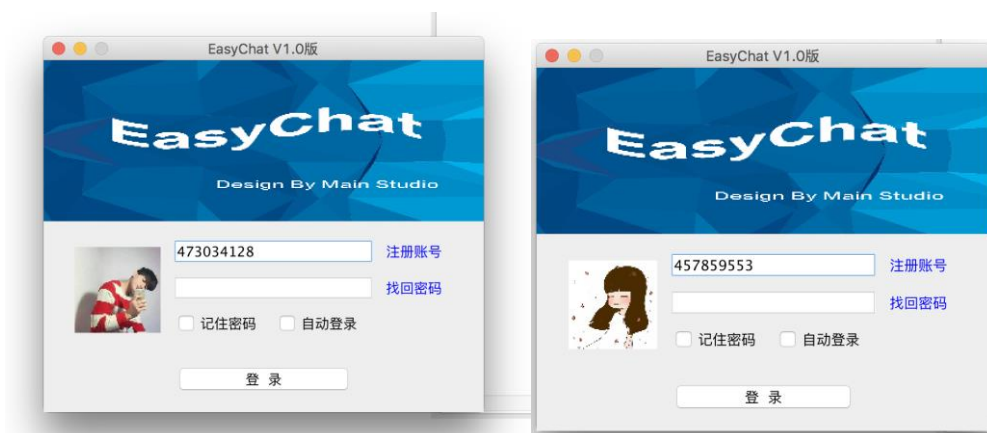 EasyChat V1.0版
EasyChat
Design By Main Studio
473034128 注册账号
找回密码
记住密码 自动登录
登 录
EasyChat V1.0版
EasyChat
Design By Main Studio
457859553 注册账号
找回密码
记住密码 自动登录
登 录